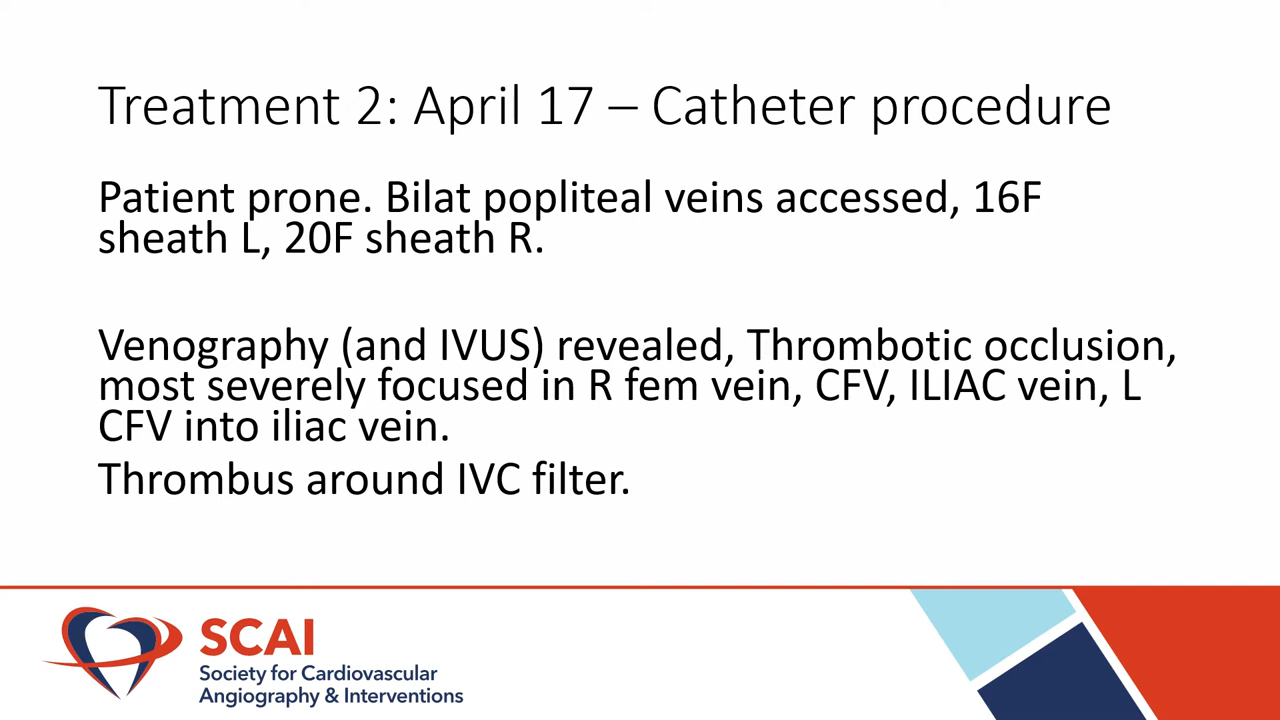 Treatment 2: April 17 – Catheter procedure
Patient prone. Bilat popliteal veins accessed, 16F
sheath L, 20F sheath R.
Venography (and IVUS) revealed, Thrombotic occlusion,
most severely focused in R fem vein, CFV, ILIAC vein, L
CFV into iliac vein.
Thrombus around IVC filter.
SCAI
Society for Cardiovascular
Angiography & Interventions